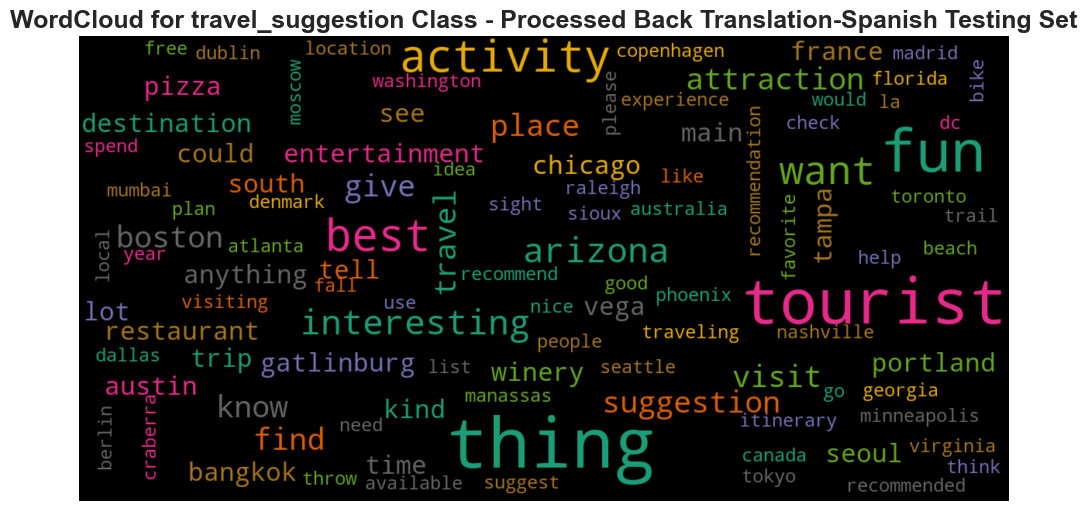 WordCloud for travel_suggestion Class - Processed Back Translation-Spanish Testing Set
free dublin location activity copenhagen france madrid
pizza moscow washington please attraction florida bike
experience would la
destination see place main recommendation check dc fun
spend could entertainment chicago want
idea
mumbai south give raleigh like toronto
plan denmark travel sight sioux australia favorite tampa trail
local boston atlanta best arizona help beach
year anything tell recommend good
fall phoenix tourist
lot visiting use nice vega
restaurant interesting people traveling nashville
dallas trip gatlinburg list winery seattle visit portland
austin manassas suggestion go georgia
craberra know kind itinerary minneapolis
berlin find need thing
bangkok throw time canada seoul virginia
available suggest tokyo think
recommended